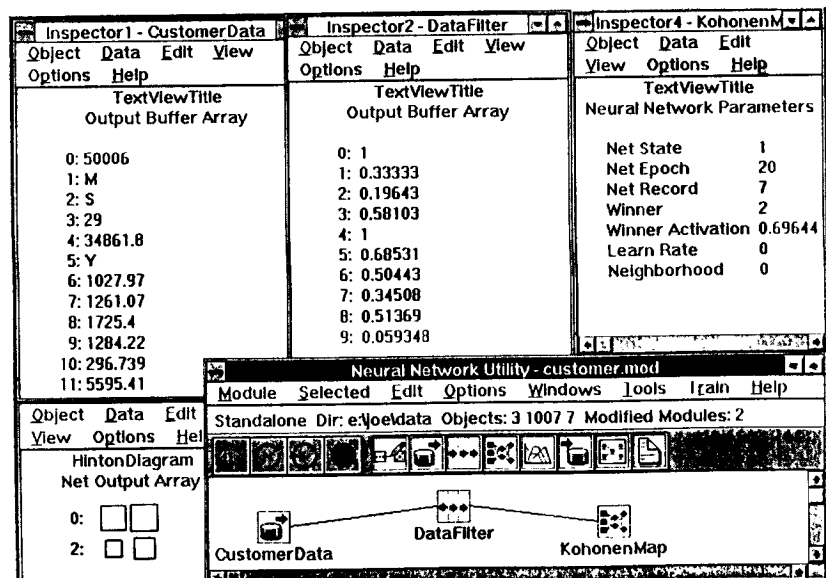 Inspector1 - CustomerData
Object Data Edit View
Options Help
TextViewTitle
Output Buffer Array
0: 50006
1: M
2: S
3: 29
4: 34861.8
5: Y
6: 1027.97
7: 1261.07
8: 1725.4
9: 1284.22
10: 296.739
11: 5595.41
Inspector2 - DataFilter
Object Data Edit View
Options Help
TextViewTitle
Output Buffer Array
0: 1
1: 0.33333
2: 0.19643
3: 0.58103
4: 1
5: 0.68531
6: 0.50443
7: 0.34508
8: 0.51369
9: 0.059348
Inspector4 - KohonenM
Object Data Edit
View Options Help
TextViewTitle
Neural Network Parameters
Net State 1
Net Epoch 20
Net Record 7
Winner 2
Winner Activation 0.69644
Learn Rate 0
Neighborhood 0
Object Data Edit
View Options Hel
HintonDiagram
Net Output Array
0:
2:
Neural Network Utility - customer.mod
Module Selected Edit Options Windows Tools Train Help
Standalone Dir: e:\joe\data Objects: 3 1007 7 Modified Modules: 2
CustomerData
DataFilter
KohonenMap